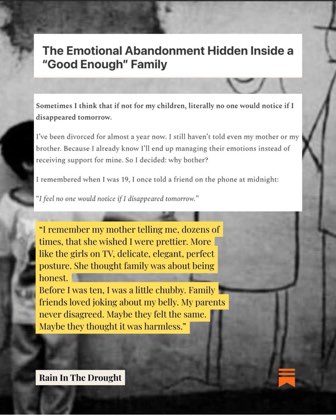 The Emotional Abandonment Hidden Inside a
“Good Enough” Family
Sometimes I think that if not for my children, literally no one would notice if I
disappeared tomorrow.
I’ve been divorced for almost a year now. I still haven’t told even my mother or my
brother. Because I already know I’ll end up managing their emotions instead of
receiving support for mine. So I decided: why bother?
I remembered when I was 19, I once told a friend on the phone at midnight:
“I feel no one would notice if I disappeared tomorrow.”
“I remember my mother telling me, dozens of
times, that she wished I were prettier. More
like the girls on TV, delicate, elegant, perfect
posture. She thought family was about being
honest.
Before I was ten, I was a little chubby. Family
friends loved joking about my belly. My parents
never disagreed. Maybe they felt the same.
Maybe they thought it was harmless.”
Rain In The Drought